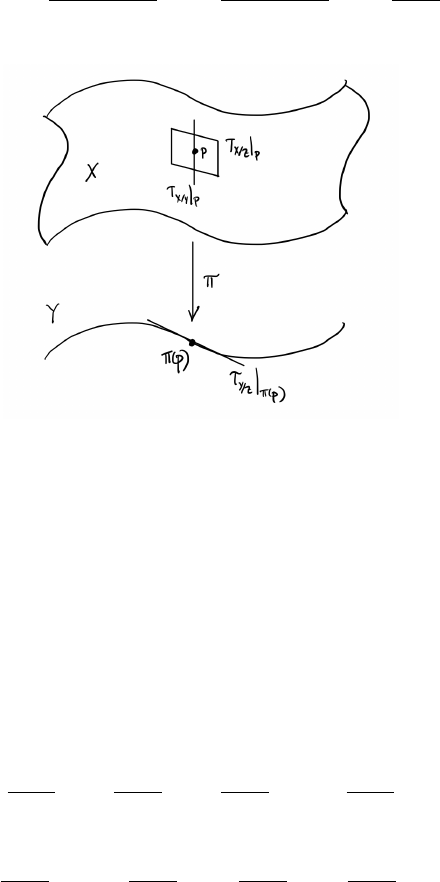 T_{X/Z}|_p
p
X
T_{X/Y}|_p
π
Y
π(p)
T_{Y/Z}|_{π(p)}